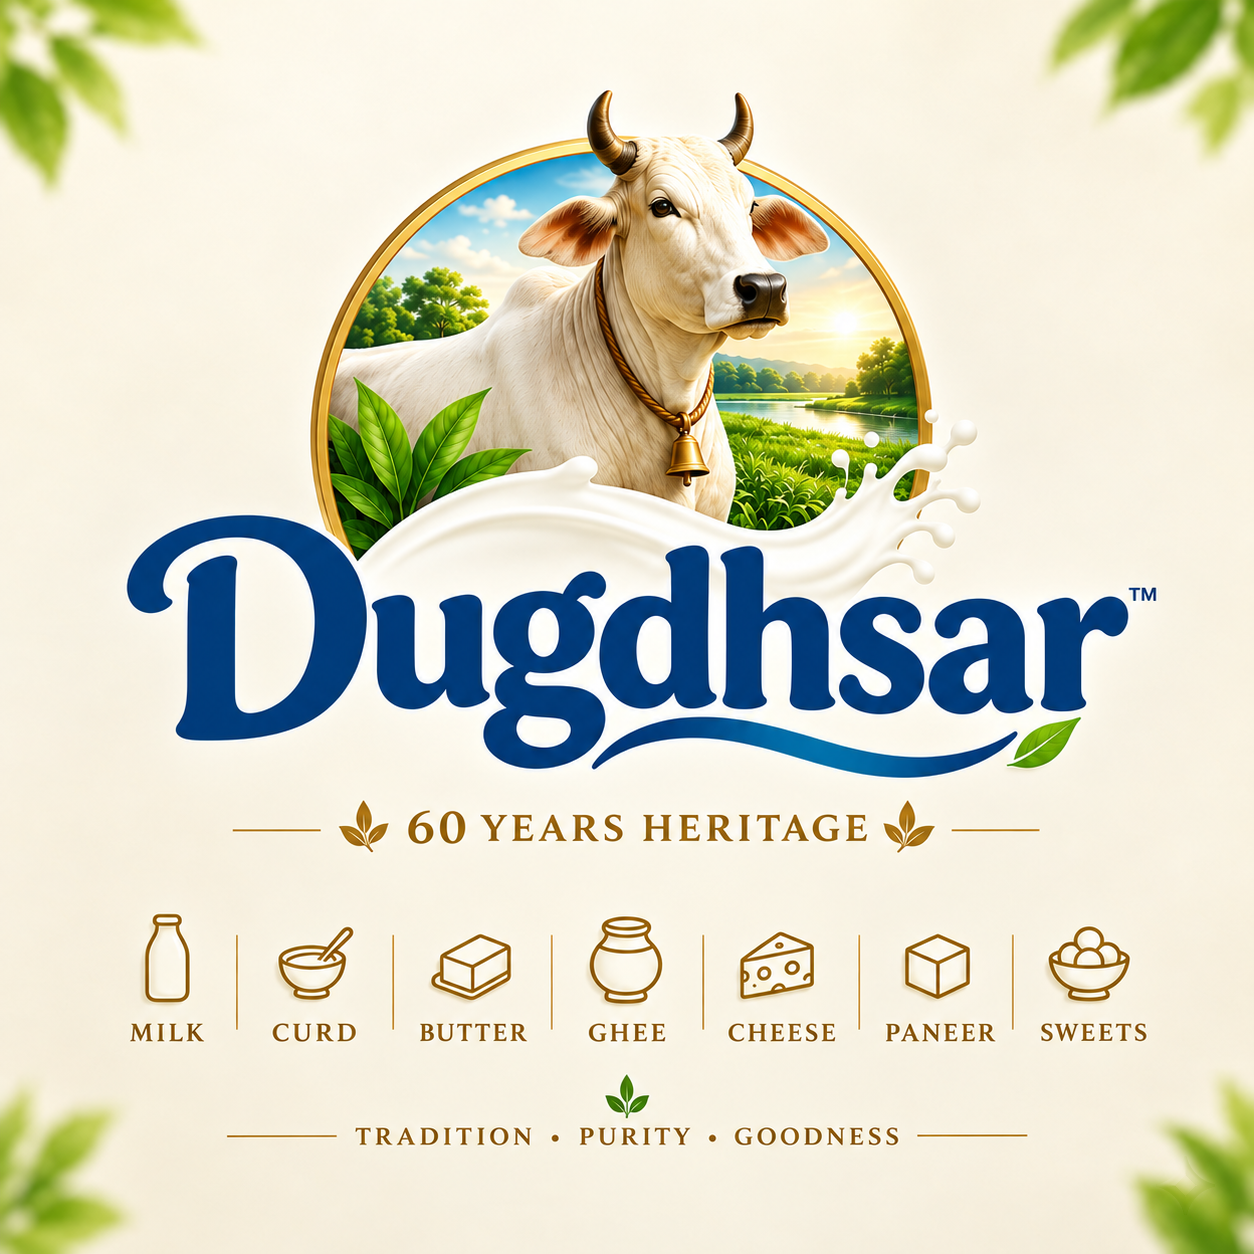 Dugdhsar™
60 YEARS HERITAGE
MILK CURD BUTTER GHEE CHEESE PANEER SWEETS
TRADITION • PURITY • GOODNESS